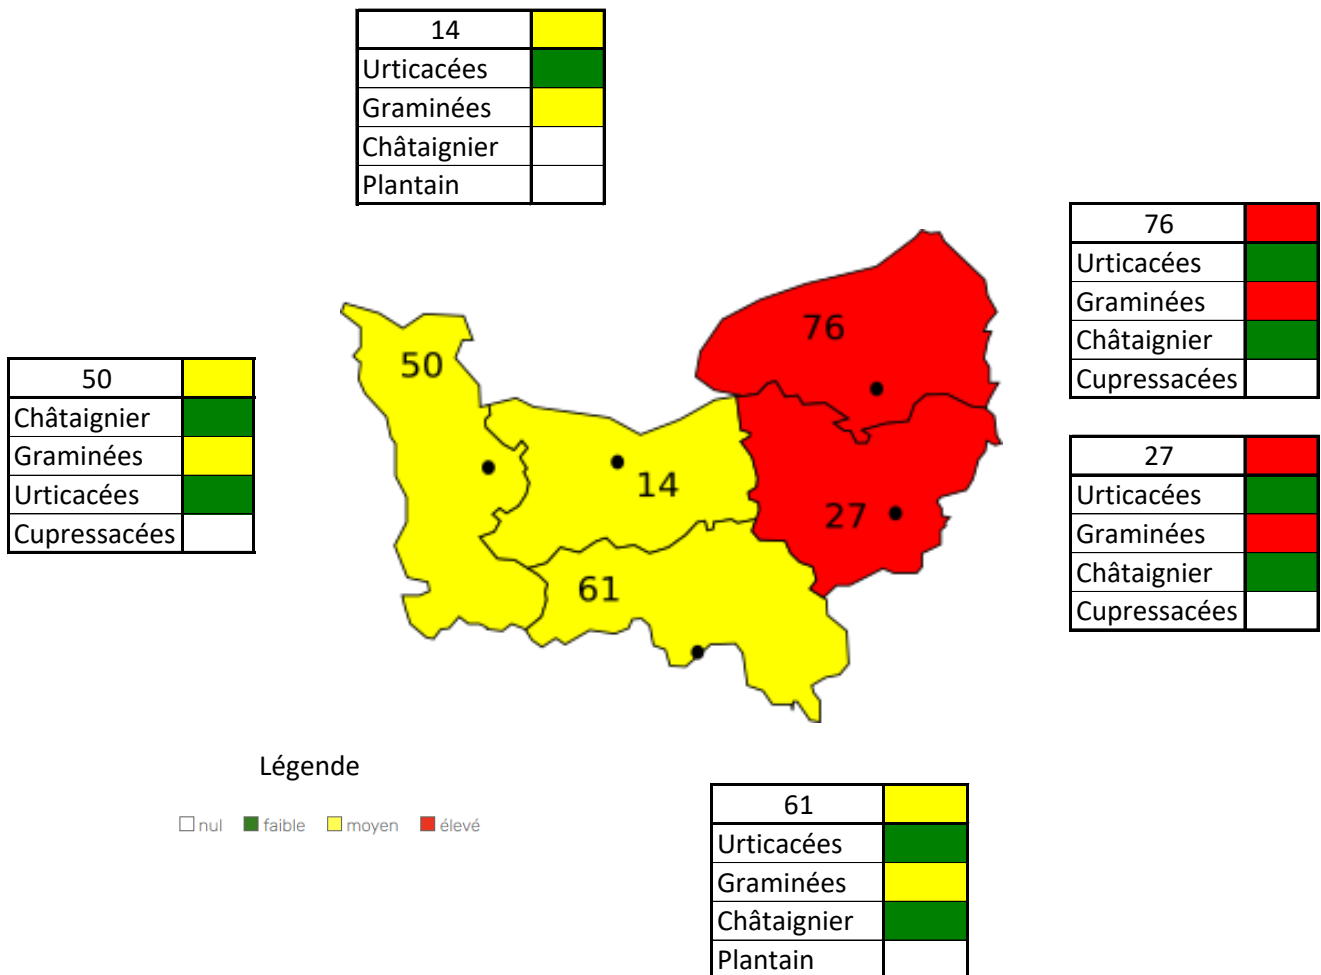 14
Urticacées
Graminées
Châtaignier
Plantain
76
Urticacées
Graminées
Châtaignier
Cupressacées
50
Châtaignier
Graminées
Urticacées
Cupressacées
27
Urticacées
Graminées
Châtaignier
Cupressacées
76
50
14
27
61
Légende
nul faible moyen élevé
61
Urticacées
Graminées
Châtaignier
Plantain